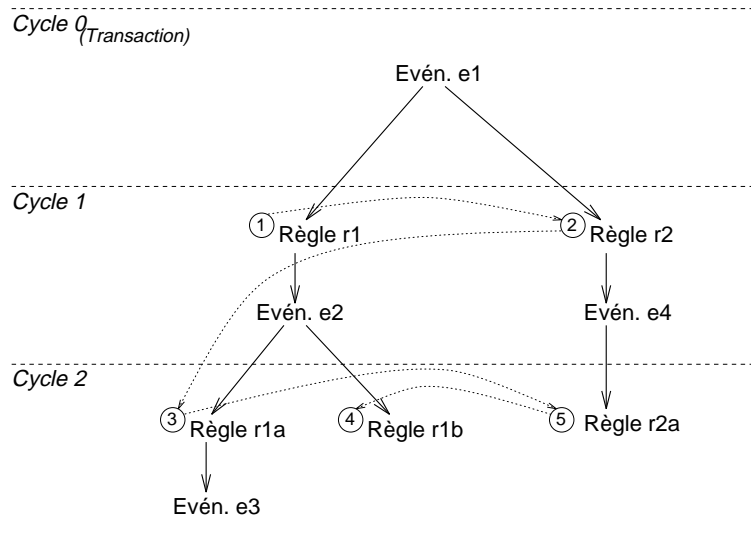 Cycle 0
(Transaction)
Evén. e1
Cycle 1
1
Règle r1
2
Règle r2
Evén. e2
Evén. e4
Cycle 2
3
Règle r1a
4
Règle r1b
5
Règle r2a
Evén. e3